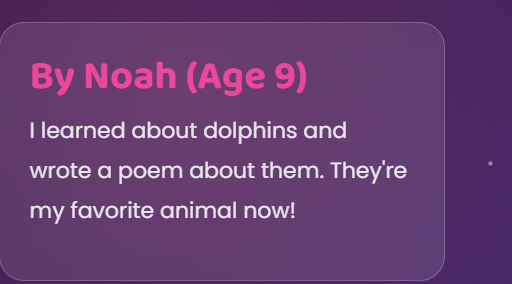 By Noah (Age 9)
I learned about dolphins and
wrote a poem about them. They're
my favorite animal now!